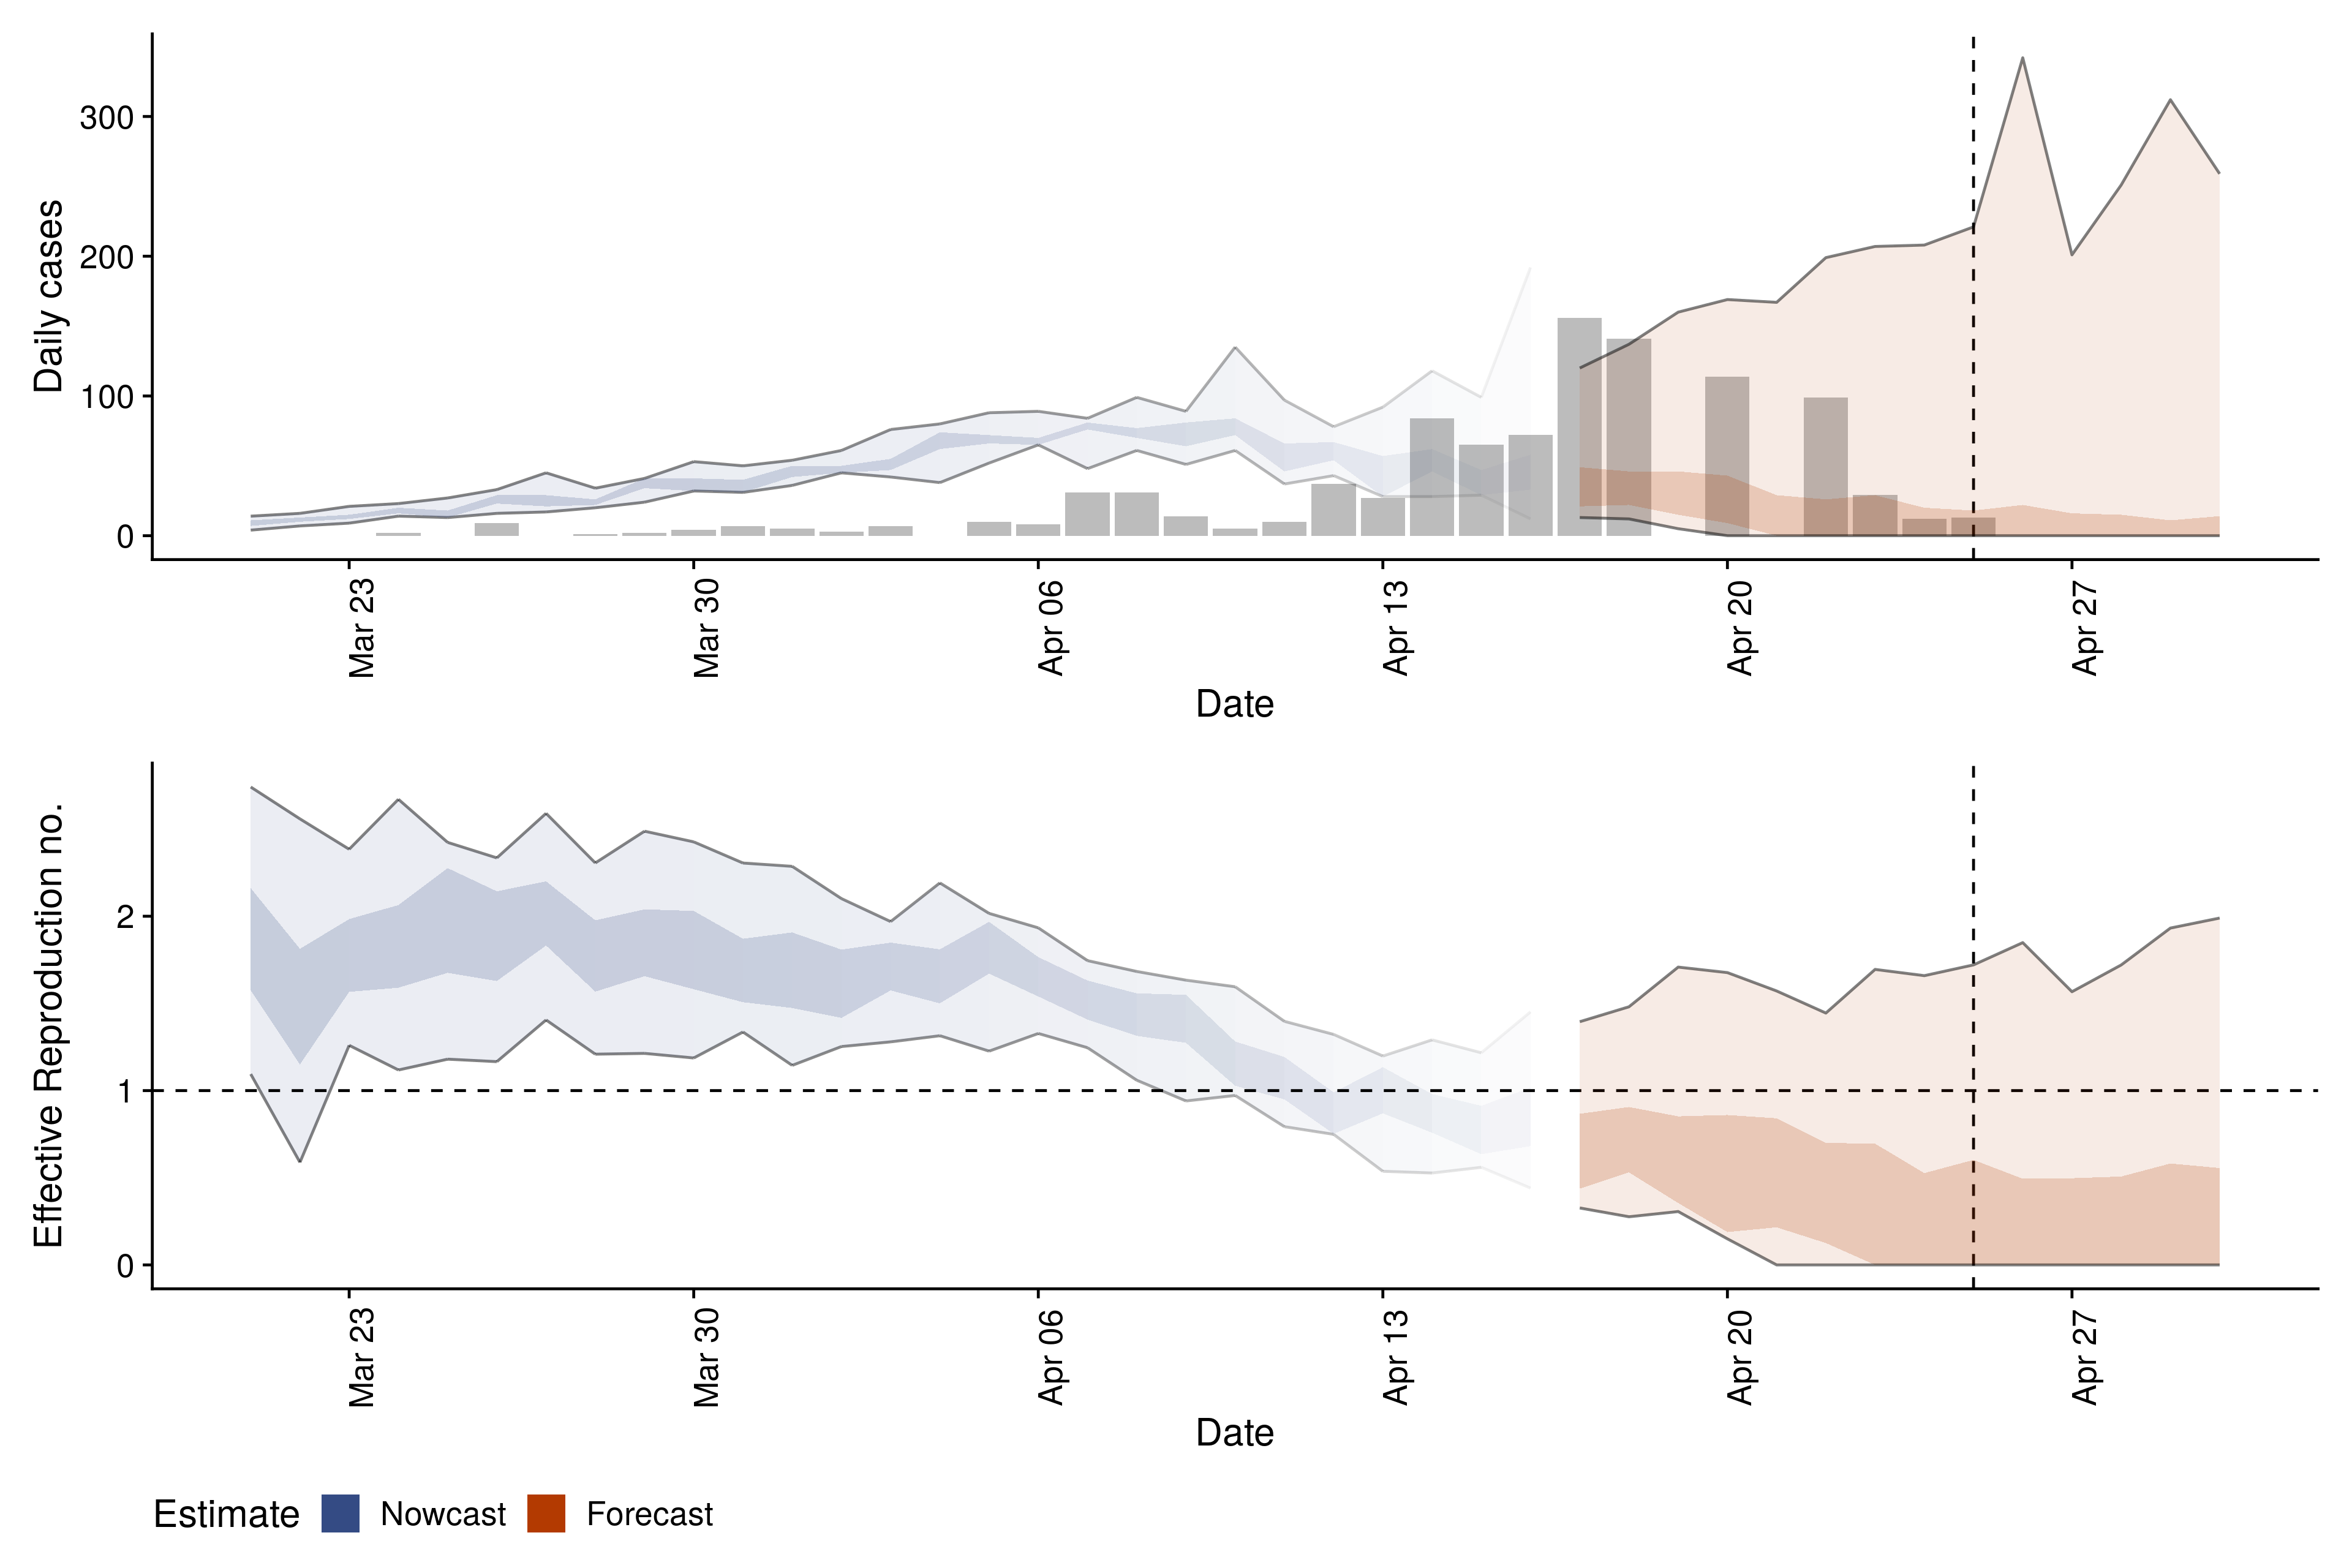 Daily cases
300
200
100
0
Mar 23
Mar 30
Apr 06
Apr 13
Apr 20
Apr 27
Date
Effective Reproduction no.
2
1
0
Mar 23
Mar 30
Apr 06
Apr 13
Apr 20
Apr 27
Date
Estimate Nowcast Forecast